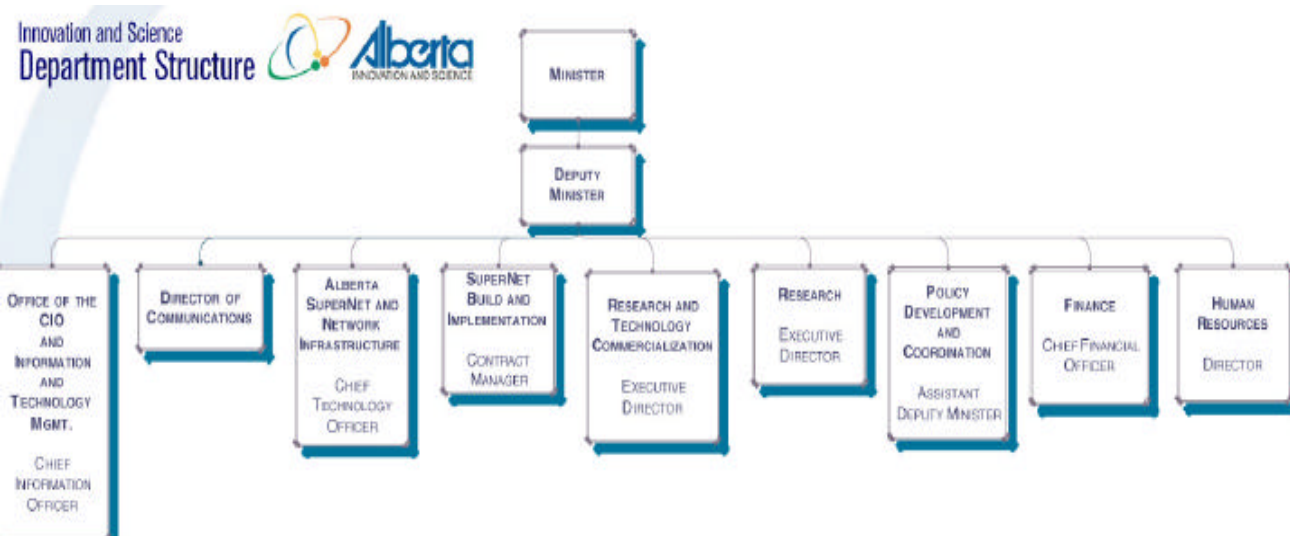 Innovation and Science
Department Structure
Alberta
INNOVATION AND SCIENCE
MINISTER
DEPUTY
MINISTER
OFFICE OF THE
CIO
AND
INFORMATION
AND
TECHNOLOGY
MGMT.
CHIEF
INFORMATION
OFFICER
DIRECTOR OF
COMMUNICATIONS
ALBERTA
SUPERNET AND
NETWORK
INFRASTRUCTURE
CHIEF
TECHNOLOGY
OFFICER
SUPERNET
BUILD AND
IMPLEMENTATION
CONTRACT
MANAGER
RESEARCH AND
TECHNOLOGY
COMMERCIALIZATION
EXECUTIVE
DIRECTOR
RESEARCH
EXECUTIVE
DIRECTOR
POLICY
DEVELOPMENT
AND
COORDINATION
ASSISTANT
DEPUTY MINISTER
FINANCE
CHIEF FINANCIAL
OFFICER
HUMAN
RESOURCES
DIRECTOR